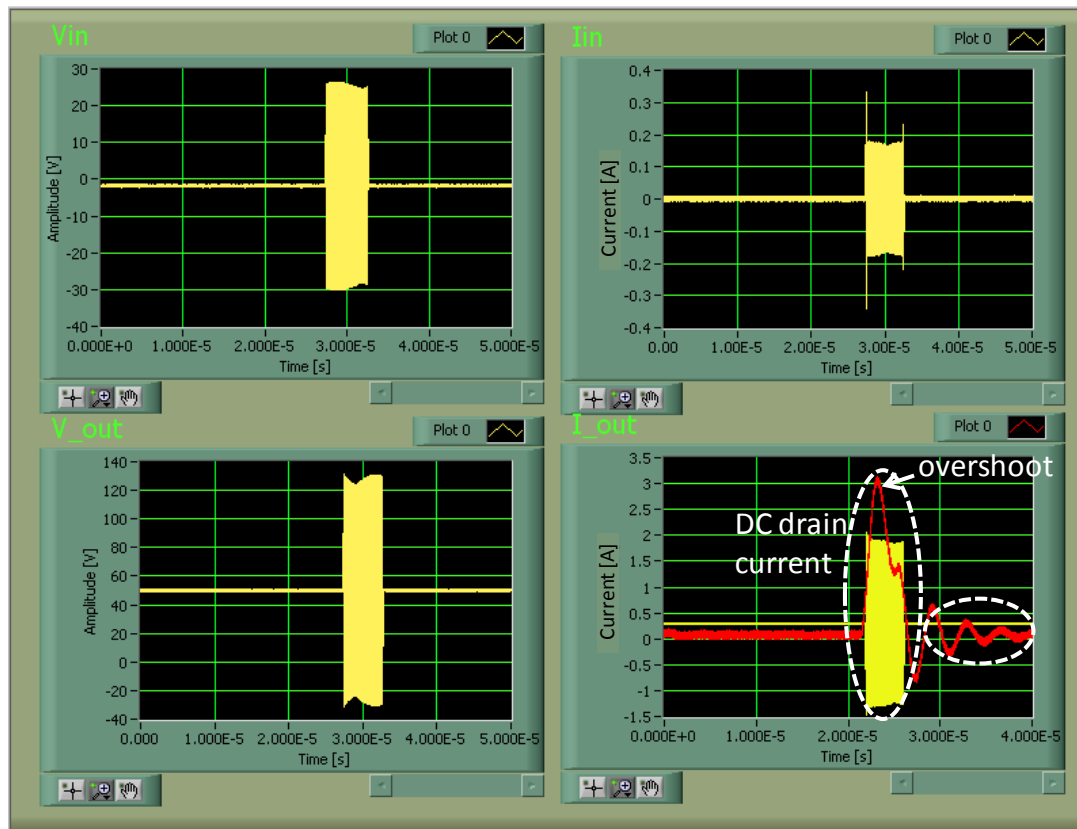 Vin
Plot 0
30
20
10
0
-10
-20
-30
-40
Amplitude [V]
0.000E+0 1.000E-5 2.000E-5 3.000E-5 4.000E-5 5.000E-5
Time [s]
Iin
Plot 0
0.4
0.3
0.2
0.1
0
-0.1
-0.2
-0.3
-0.4
Current [A]
0.00 1.00E-5 2.00E-5 3.00E-5 4.00E-5 5.00E-5
Time [s]
V_out
Plot 0
140
120
100
80
60
40
20
0
-20
-40
Amplitude [V]
0.000 1.000E-5 2.000E-5 3.000E-5 4.000E-5 5.000E-5
Time [s]
I_out
Plot 0
3.5
3
2.5
2
1.5
1
0.5
0
-0.5
-1
-1.5
Current [A]
overshoot
DC drain
current
0.000E+0 1.000E-5 2.000E-5 3.000E-5 4.000E-5
Time [s]